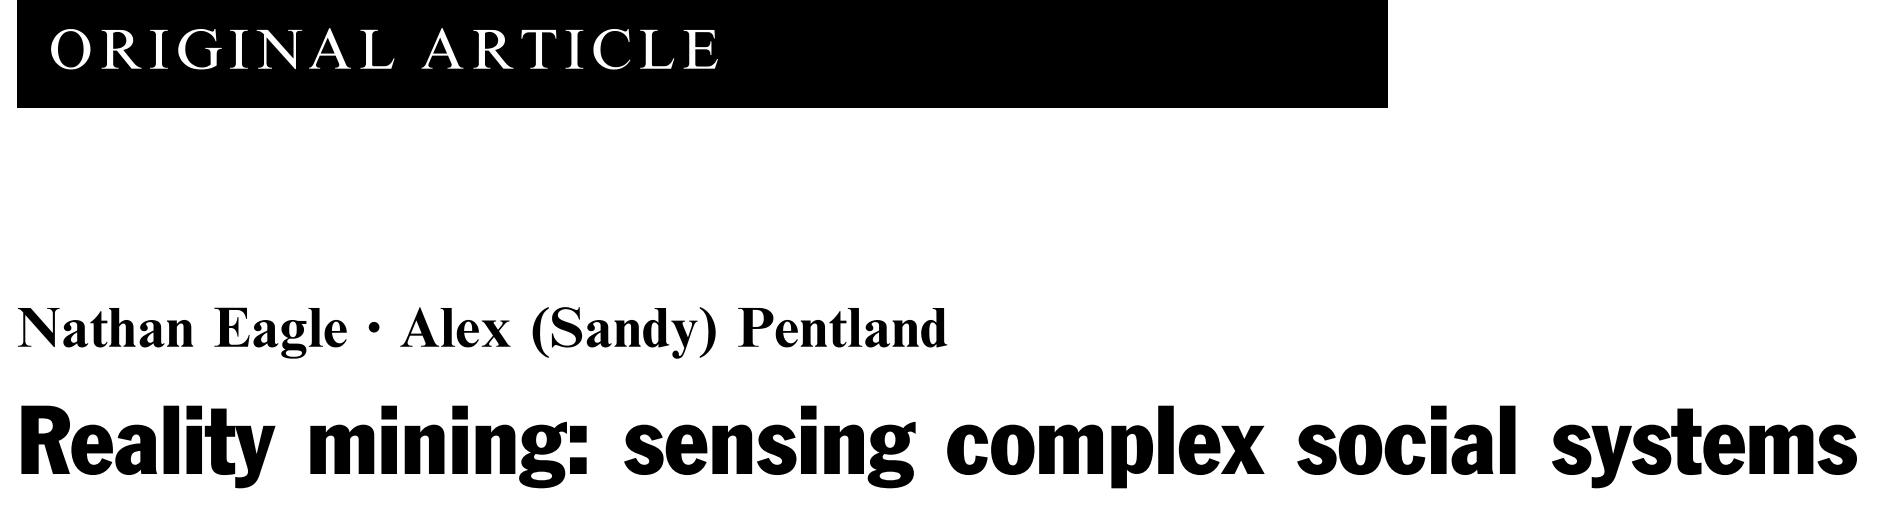 ORIGINAL ARTICLE
Nathan Eagle · Alex (Sandy) Pentland
Reality mining: sensing complex social systems